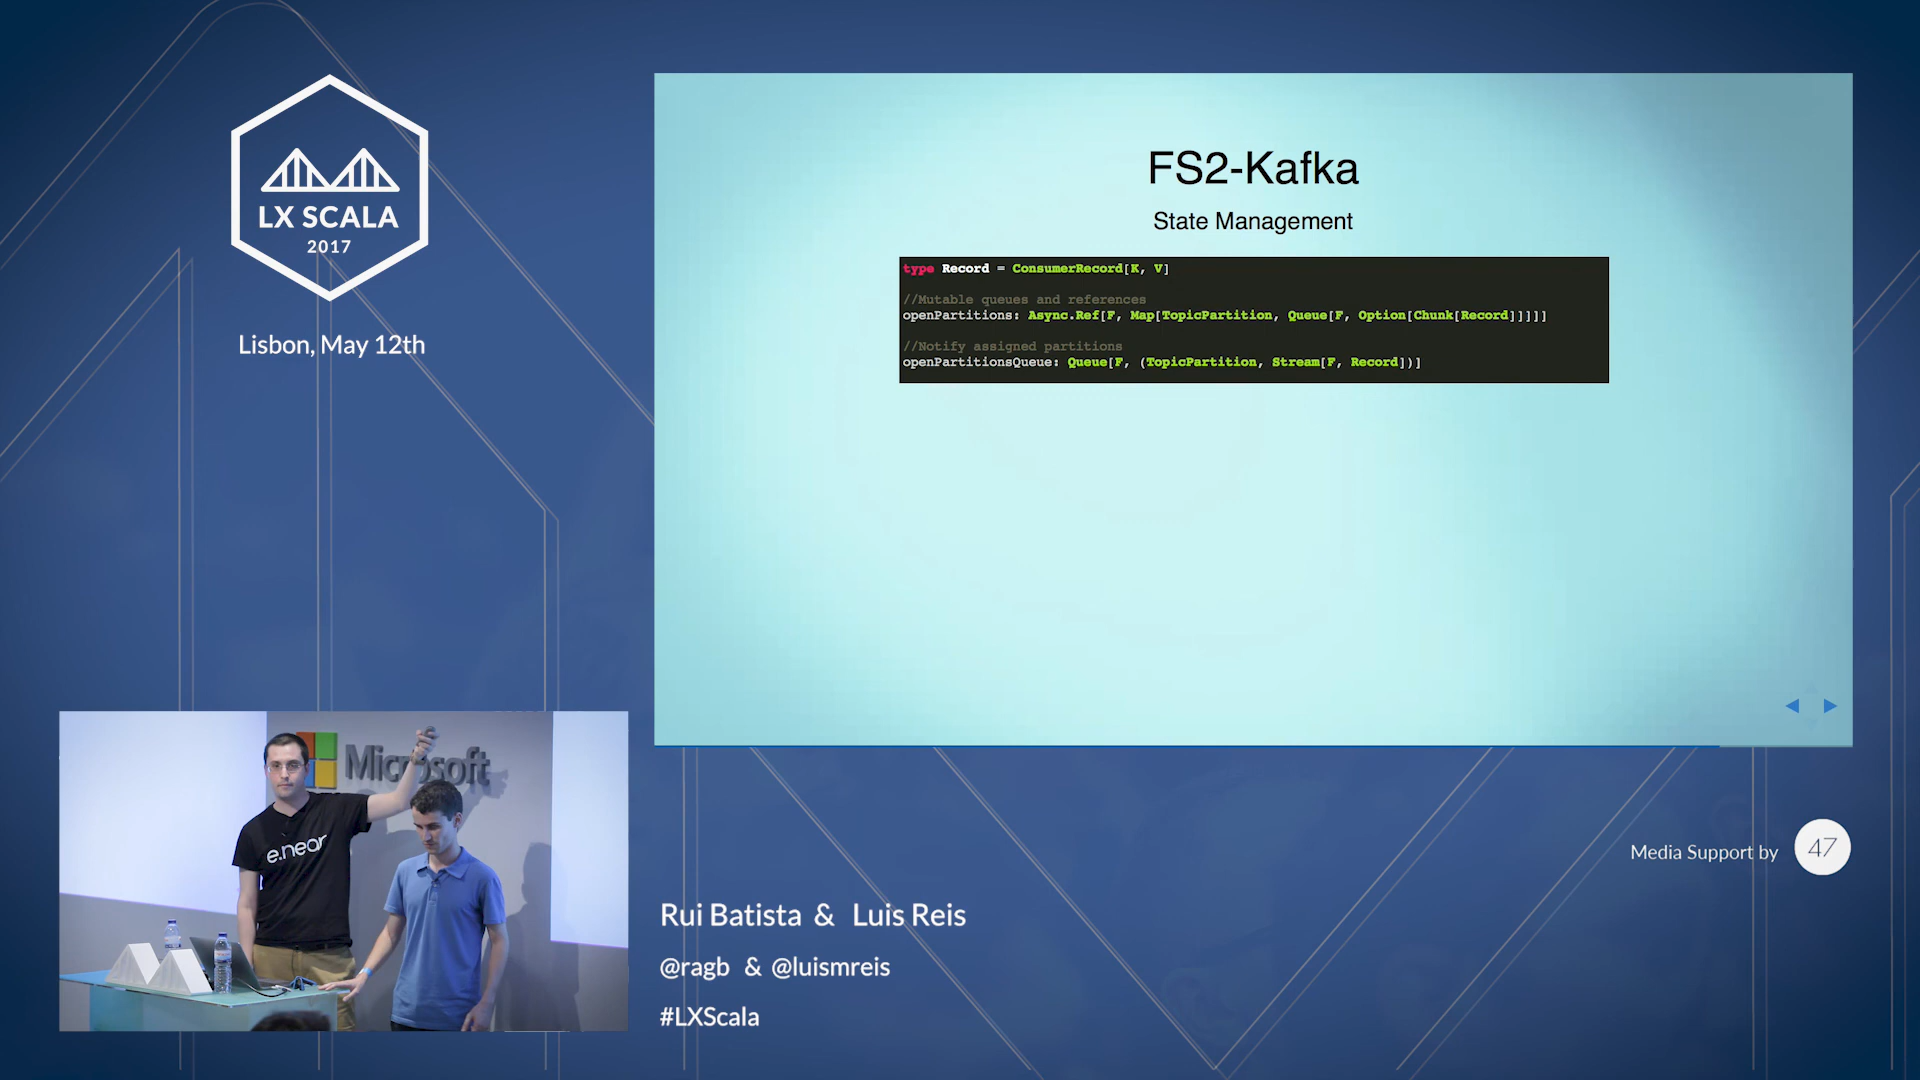 LX SCALA
2017
Lisbon, May 12th
FS2-Kafka
State Management
type Record = ConsumerRecord[K, V]
//Mutable queues and references
openPartitions: Async.Ref[F, Map[TopicPartition, Queue[F, Option[Chunk[Record]]]]]
//Notify assigned partitions
openPartitionsQueue: Queue[F, (TopicPartition, Stream[F, Record])]
Microsoft
e.near
Media Support by
47
Rui Batista & Luis Reis
@ragb & @luismreis
#LXScala